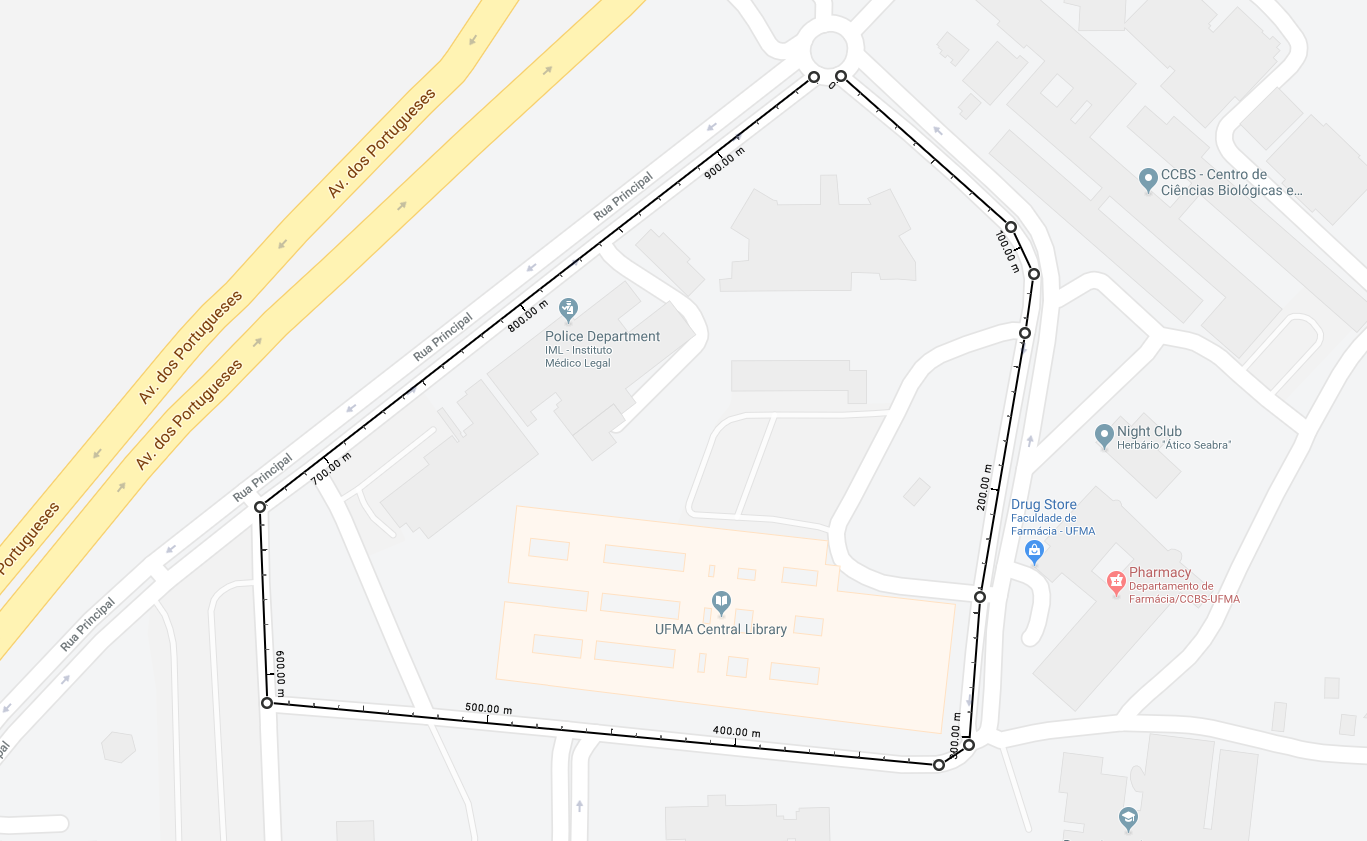 Av. dos Portugueses
0
900.00 m
CCBS - Centro de
Ciências Biológicas e...
Rua Principal
100.00 m
Av. dos Portugueses
800.00 m
Rua Principal
Police Department
IML - Instituto
Médico Legal
Av. dos Portugueses
Night Club
Herbário "Ático Seabra"
700.00 m
Rua Principal
200.00 m
Drug Store
Faculdade de
Farmácia - UFMA
Portugueses
Pharmacy
Departamento de
Farmácia/CCBS-UFMA
UFMA Central Library
Rua Principal
600.00 m
500.00 m
400.00 m
300.00 m
pal